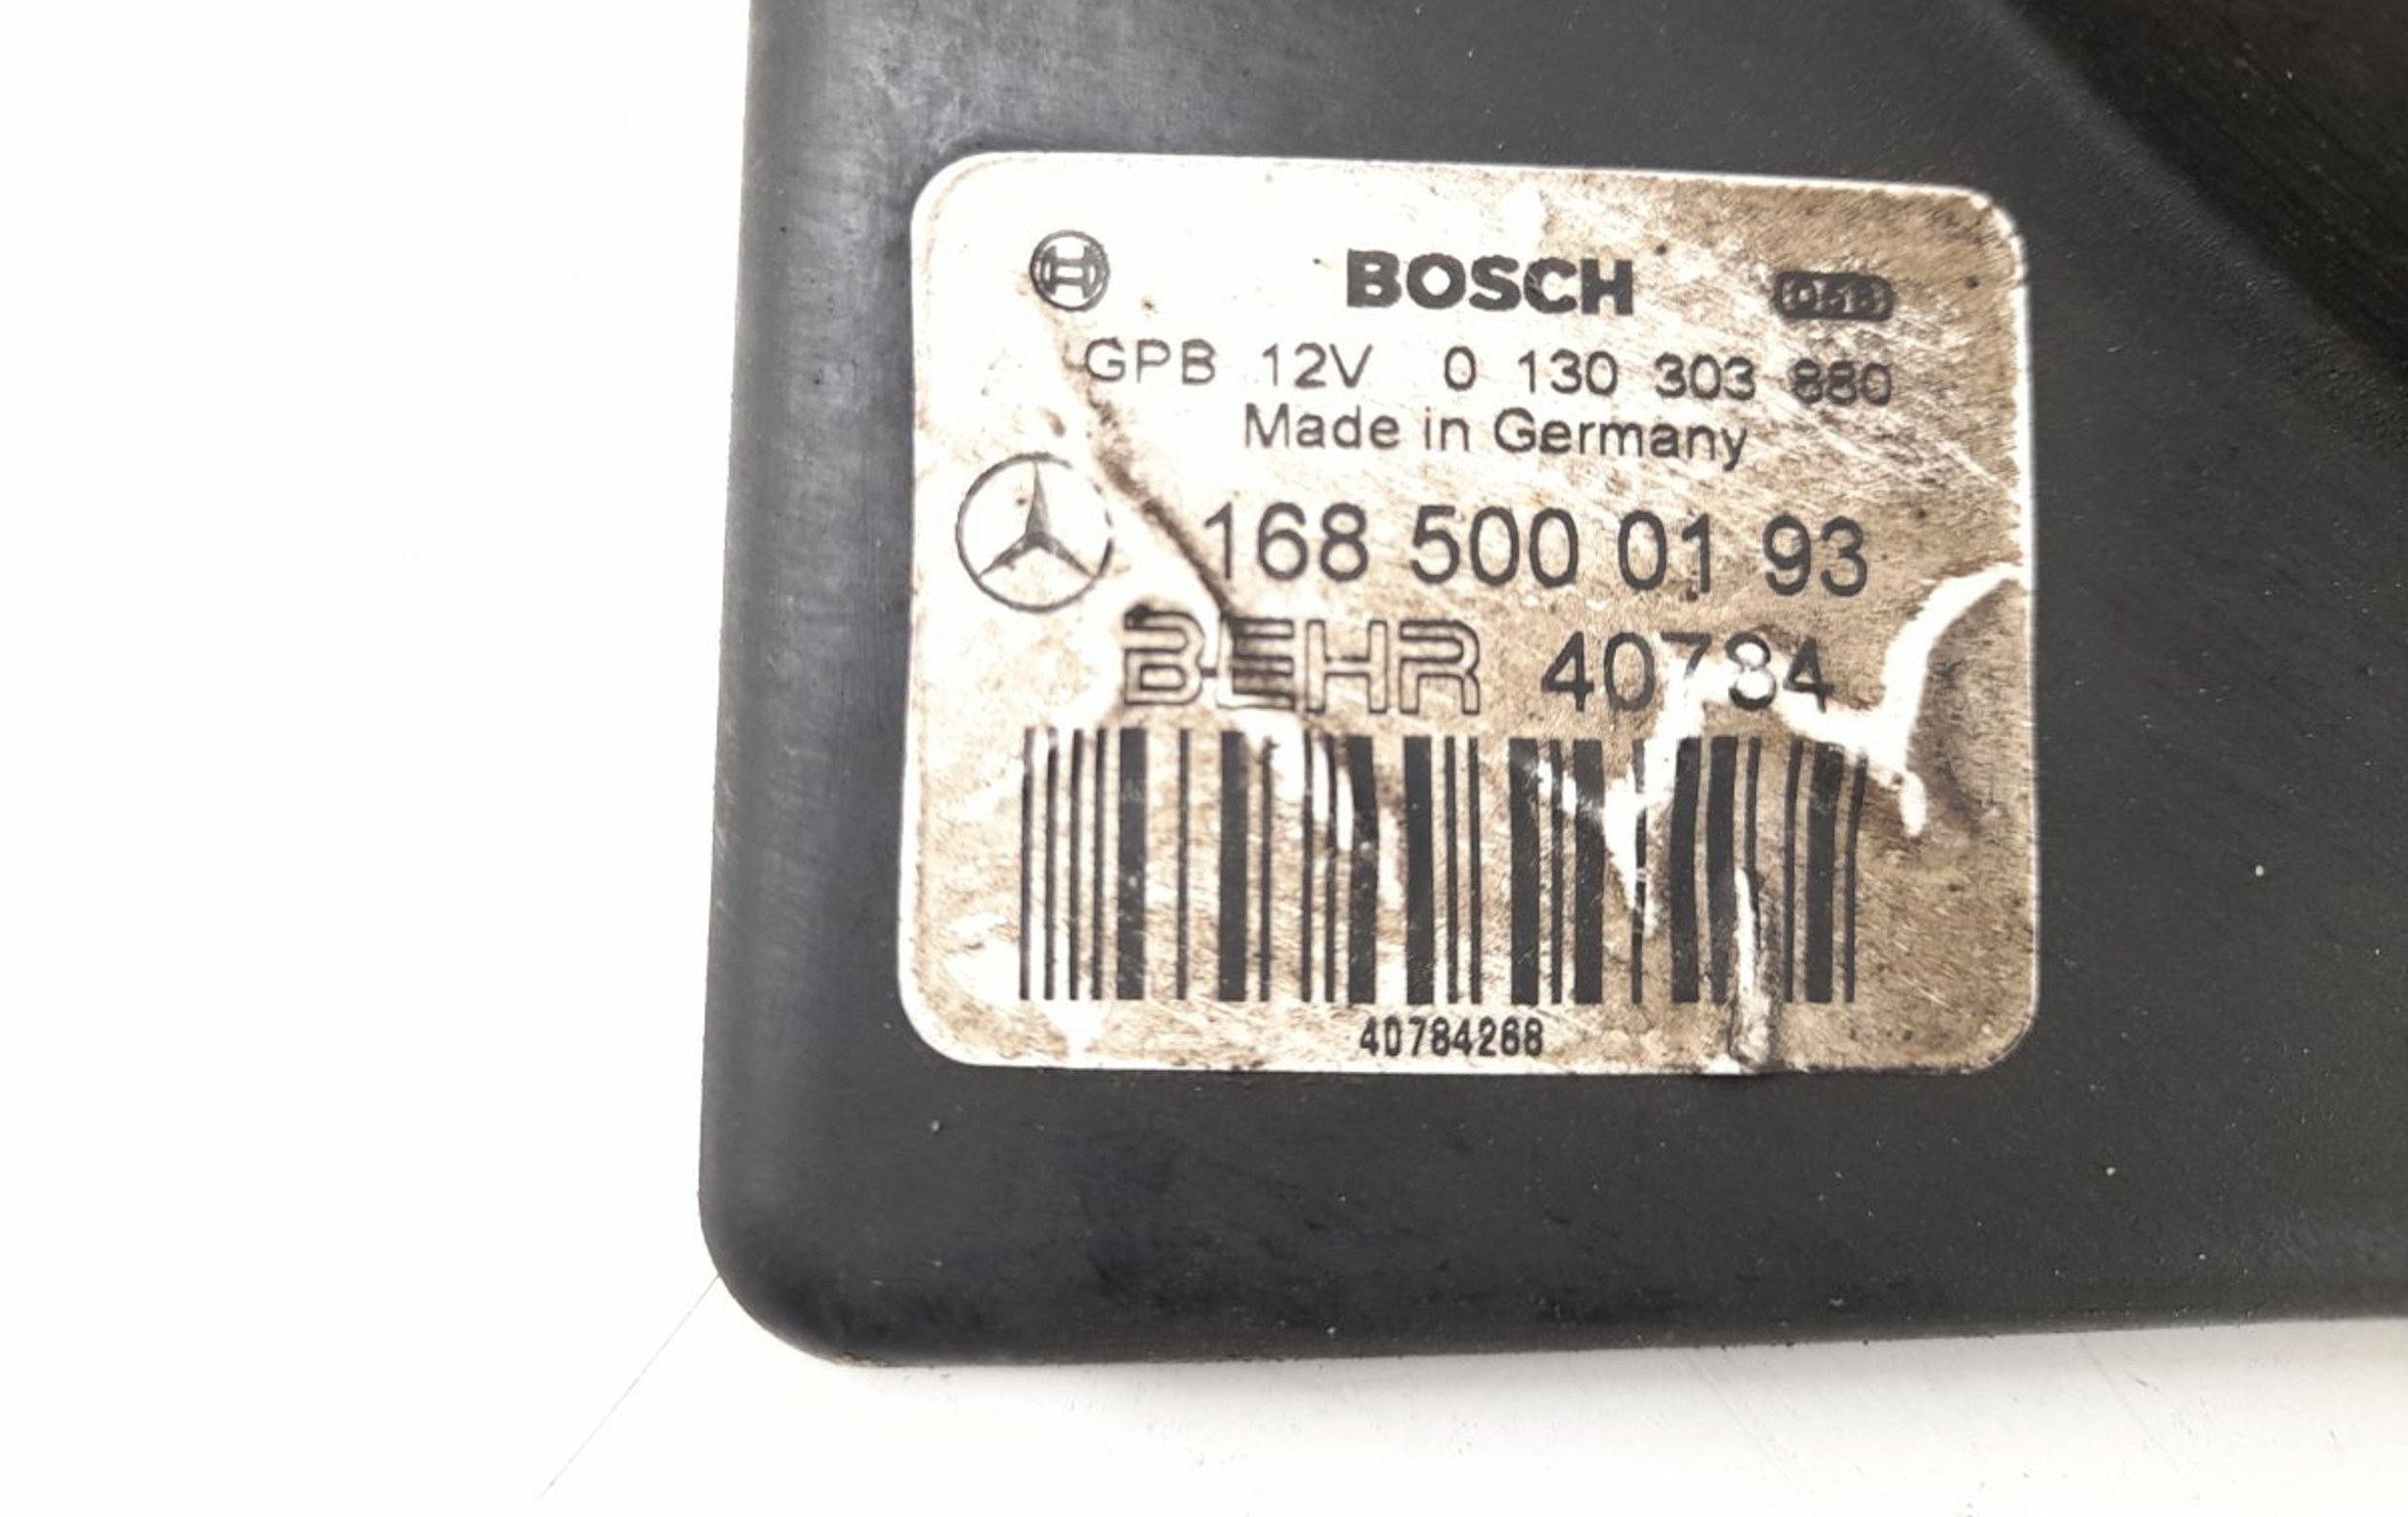 BOSCH
GPB 12V 0 130 303 880
Made in Germany
168 500 01 93
BEHR 40784
40784268